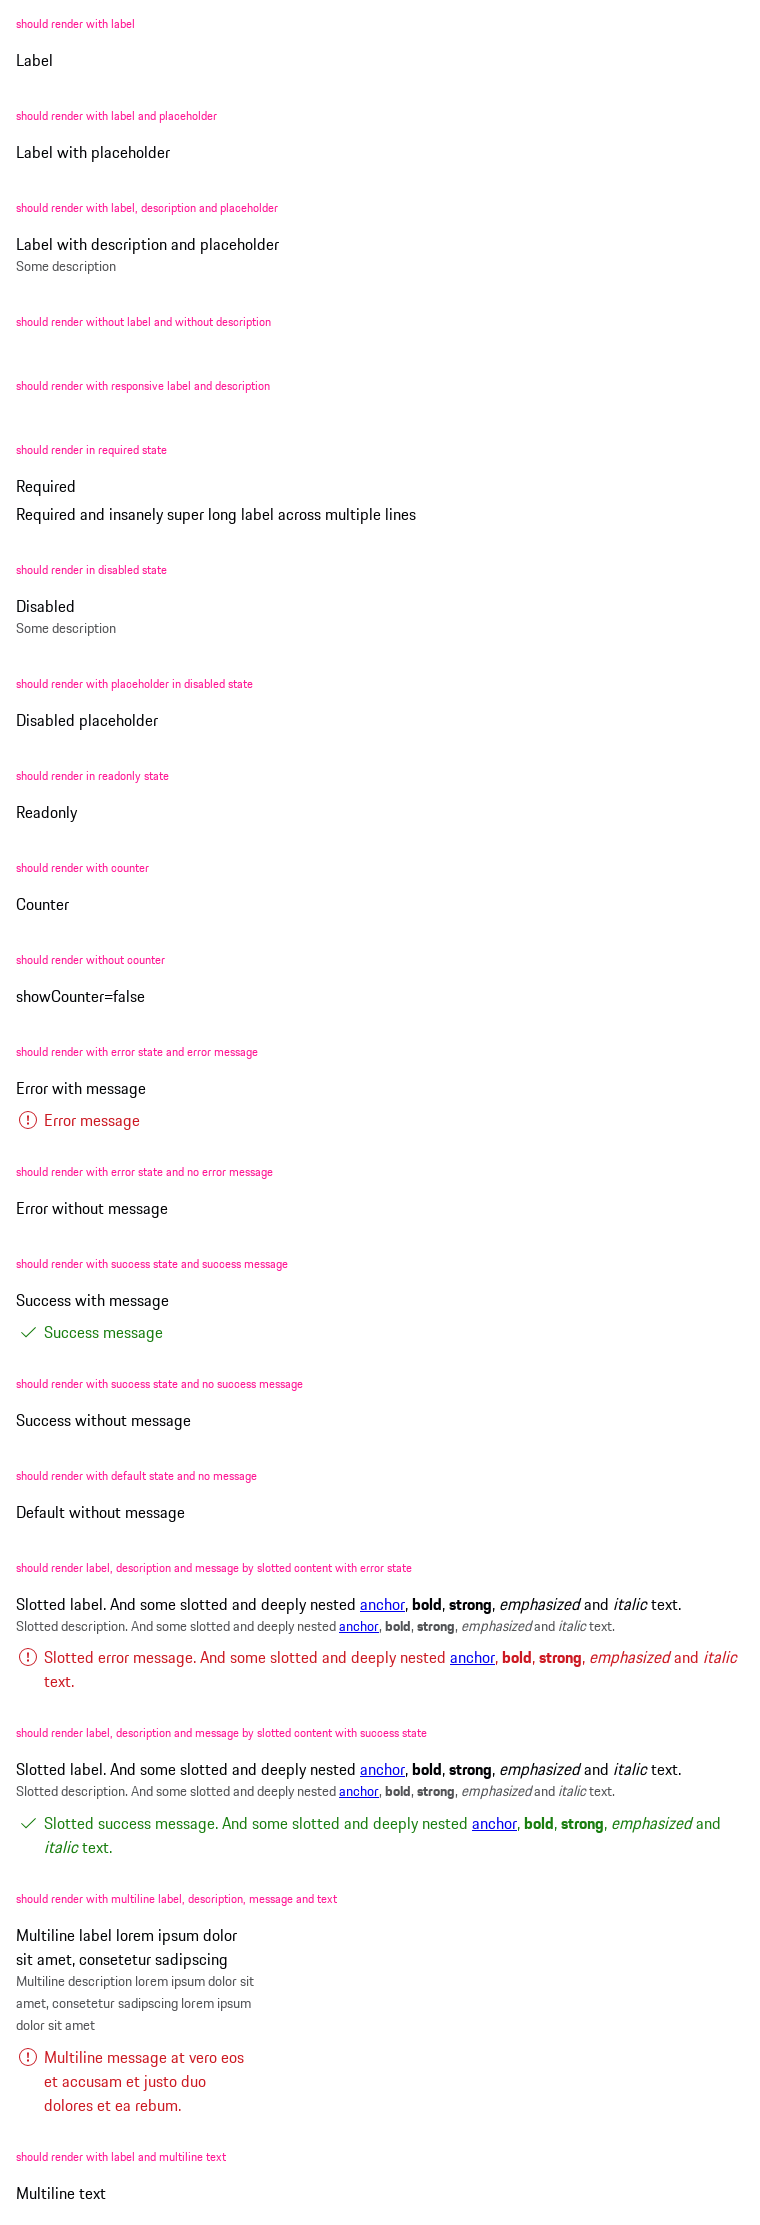 should render with label
Label
should render with label and placeholder
Label with placeholder
should render with label, description and placeholder
Label with description and placeholder
Some description
should render without label and without description
should render with responsive label and description
should render in required state
Required
Required and insanely super long label across multiple lines
should render in disabled state
Disabled
Some description
should render with placeholder in disabled state
Disabled placeholder
should render in readonly state
Readonly
should render with counter
Counter
should render without counter
showCounter=false
should render with error state and error message
Error with message
Error message
should render with error state and no error message
Error without message
should render with success state and success message
Success with message
Success message
should render with success state and no success message
Success without message
should render with default state and no message
Default without message
should render label, description and message by slotted content with error state
Slotted label. And some slotted and deeply nested anchor, bold, strong, emphasized and italic text.
Slotted description. And some slotted and deeply nested anchor, bold, strong, emphasized and italic text.
Slotted error message. And some slotted and deeply nested anchor, bold, strong, emphasized and italic
text.
should render label, description and message by slotted content with success state
Slotted label. And some slotted and deeply nested anchor, bold, strong, emphasized and italic text.
Slotted description. And some slotted and deeply nested anchor, bold, strong, emphasized and italic text.
Slotted success message. And some slotted and deeply nested anchor, bold, strong, emphasized and
italic text.
should render with multiline label, description, message and text
Multiline label lorem ipsum dolor
sit amet, consetetur sadipscing
Multiline description lorem ipsum dolor sit
amet, consetetur sadipscing lorem ipsum
dolor sit amet
Multiline message at vero eos
et accusam et justo duo
dolores et ea rebum.
should render with label and multiline text
Multiline text